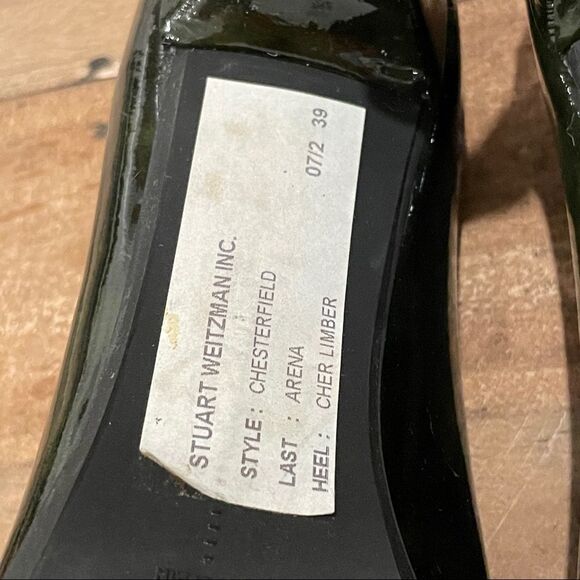 STUART WEITZMAN INC.
STYLE : CHESTERFIELD
LAST : ARENA 07/2 39
HEEL : CHER LIMBER